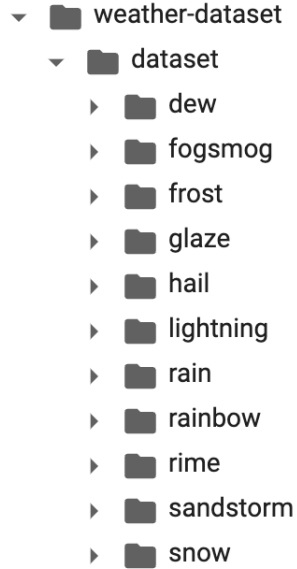 weather-dataset
dataset
dew
fogsmog
frost
glaze
hail
lightning
rain
rainbow
rime
sandstorm
snow